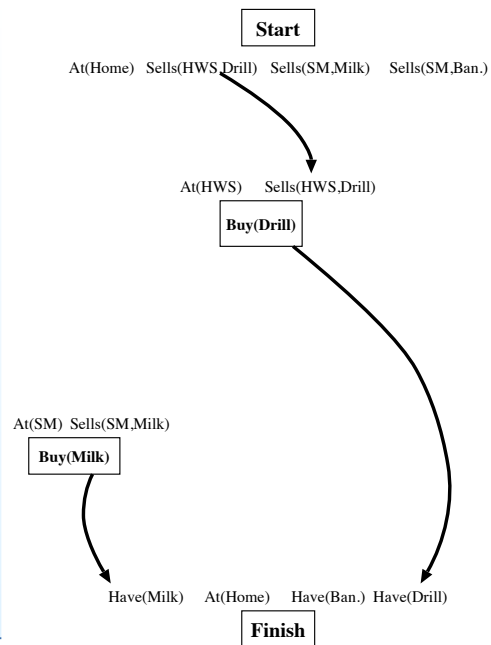 Start
At(Home) Sells(HWS,Drill) Sells(SM,Milk) Sells(SM,Ban.)
At(HWS) Sells(HWS,Drill)
Buy(Drill)
At(SM) Sells(SM,Milk)
Buy(Milk)
Have(Milk) At(Home) Have(Ban.) Have(Drill)
Finish